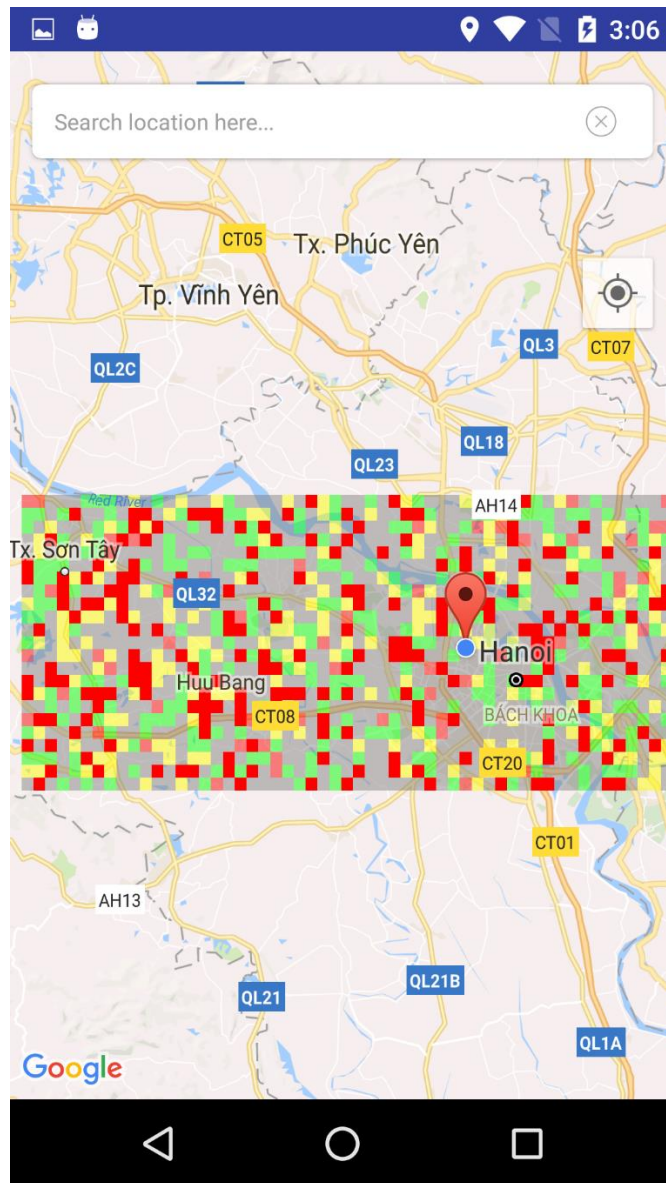 3:06
Search location here...
CT05
Tx. Phúc Yên
Tp. Vĩnh Yên
QL3
CT07
QL2C
QL18
QL23
Red River
AH14
Tx. Sơn Tây
QL32
Hanoi
Huu Bang
CT08
BÁCH KHOA
CT20
CT01
AH13
QL21B
QL21
QL1A
Google